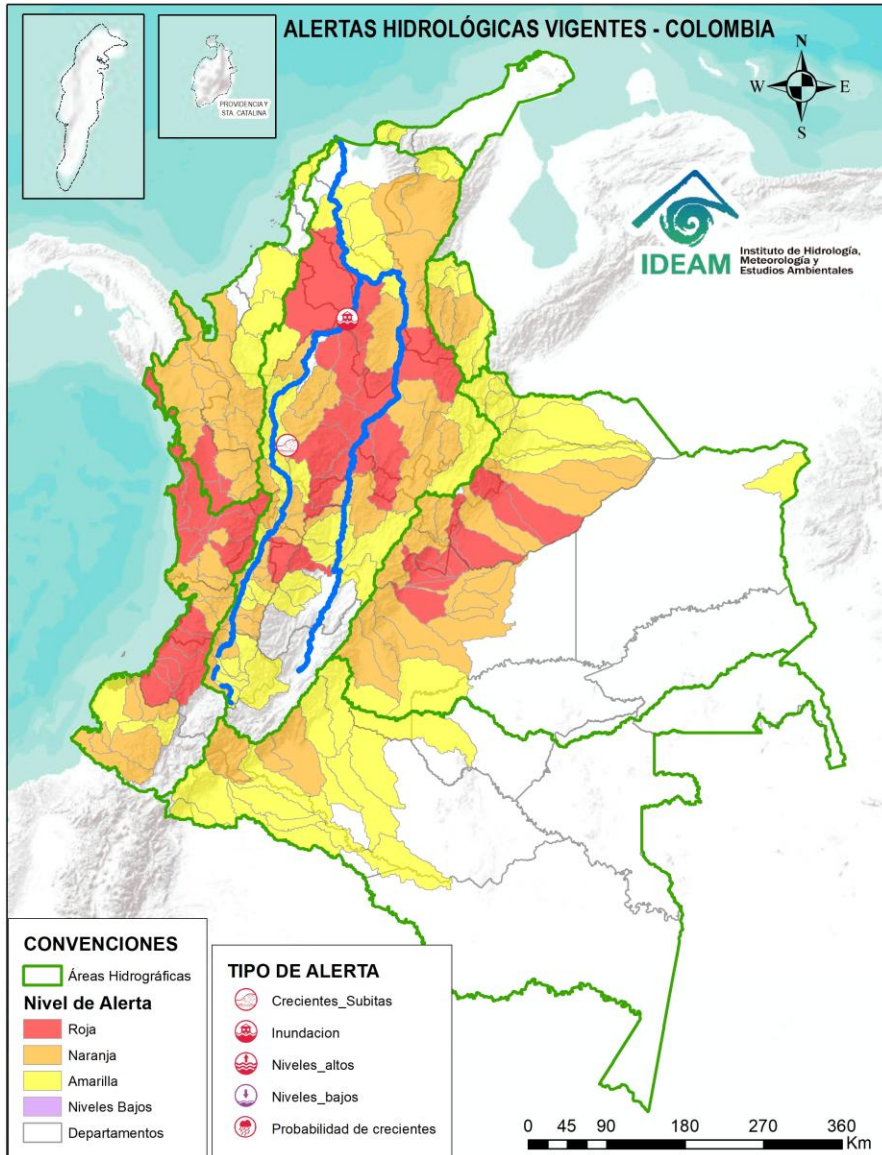 ALERTAS HIDROLÓGICAS VIGENTES - COLOMBIA
PROVIDENCIA Y
STA. CATALINA
N
W
E
S
IDEAM
Instituto de Hidrología,
Meteorología y
Estudios Ambientales
CONVENCIONES
Áreas Hidrográficas
Nivel de Alerta
Roja
Naranja
Amarilla
Niveles Bajos
Departamentos
TIPO DE ALERTA
Crecientes_Subitas
Inundacion
Niveles_altos
Niveles_bajos
Probabilidad de crecientes
0 45 90 180 270 360
Km